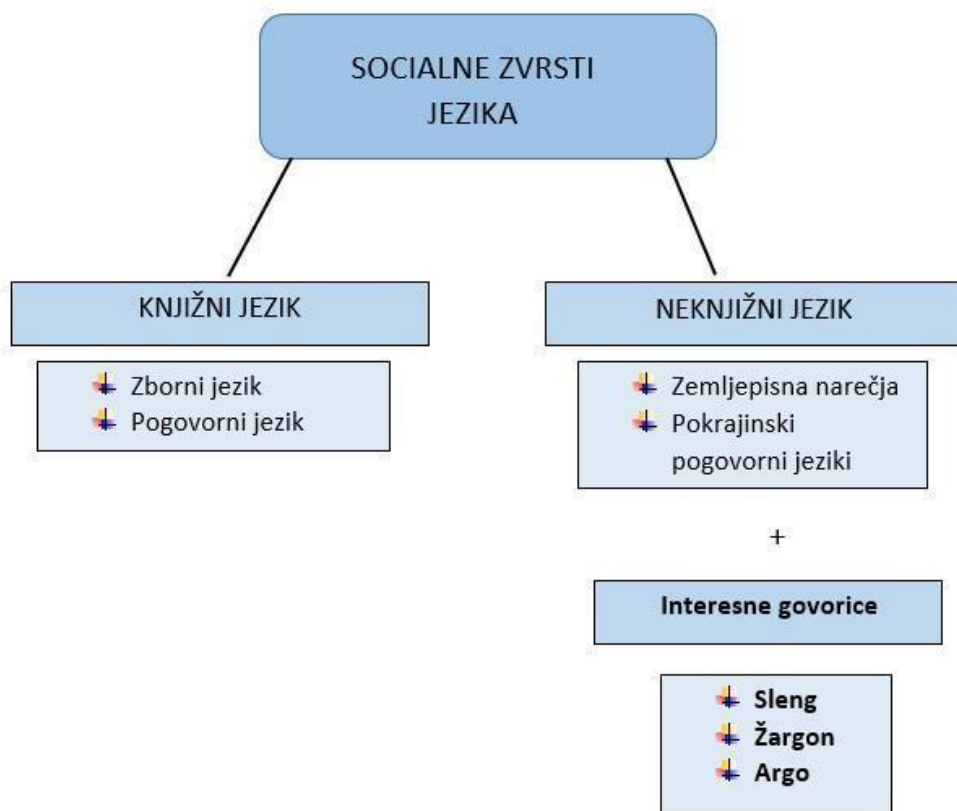 SOCIALNE ZVRSTI
JEZIKA
KNJIŽNI JEZIK
Zborni jezik
Pogovorni jezik
NEKNJIŽNI JEZIK
Zemljepisna narečja
Pokrajinski
pogovorni jeziki
+
Interesne govorice
Sleng
Žargon
Argo